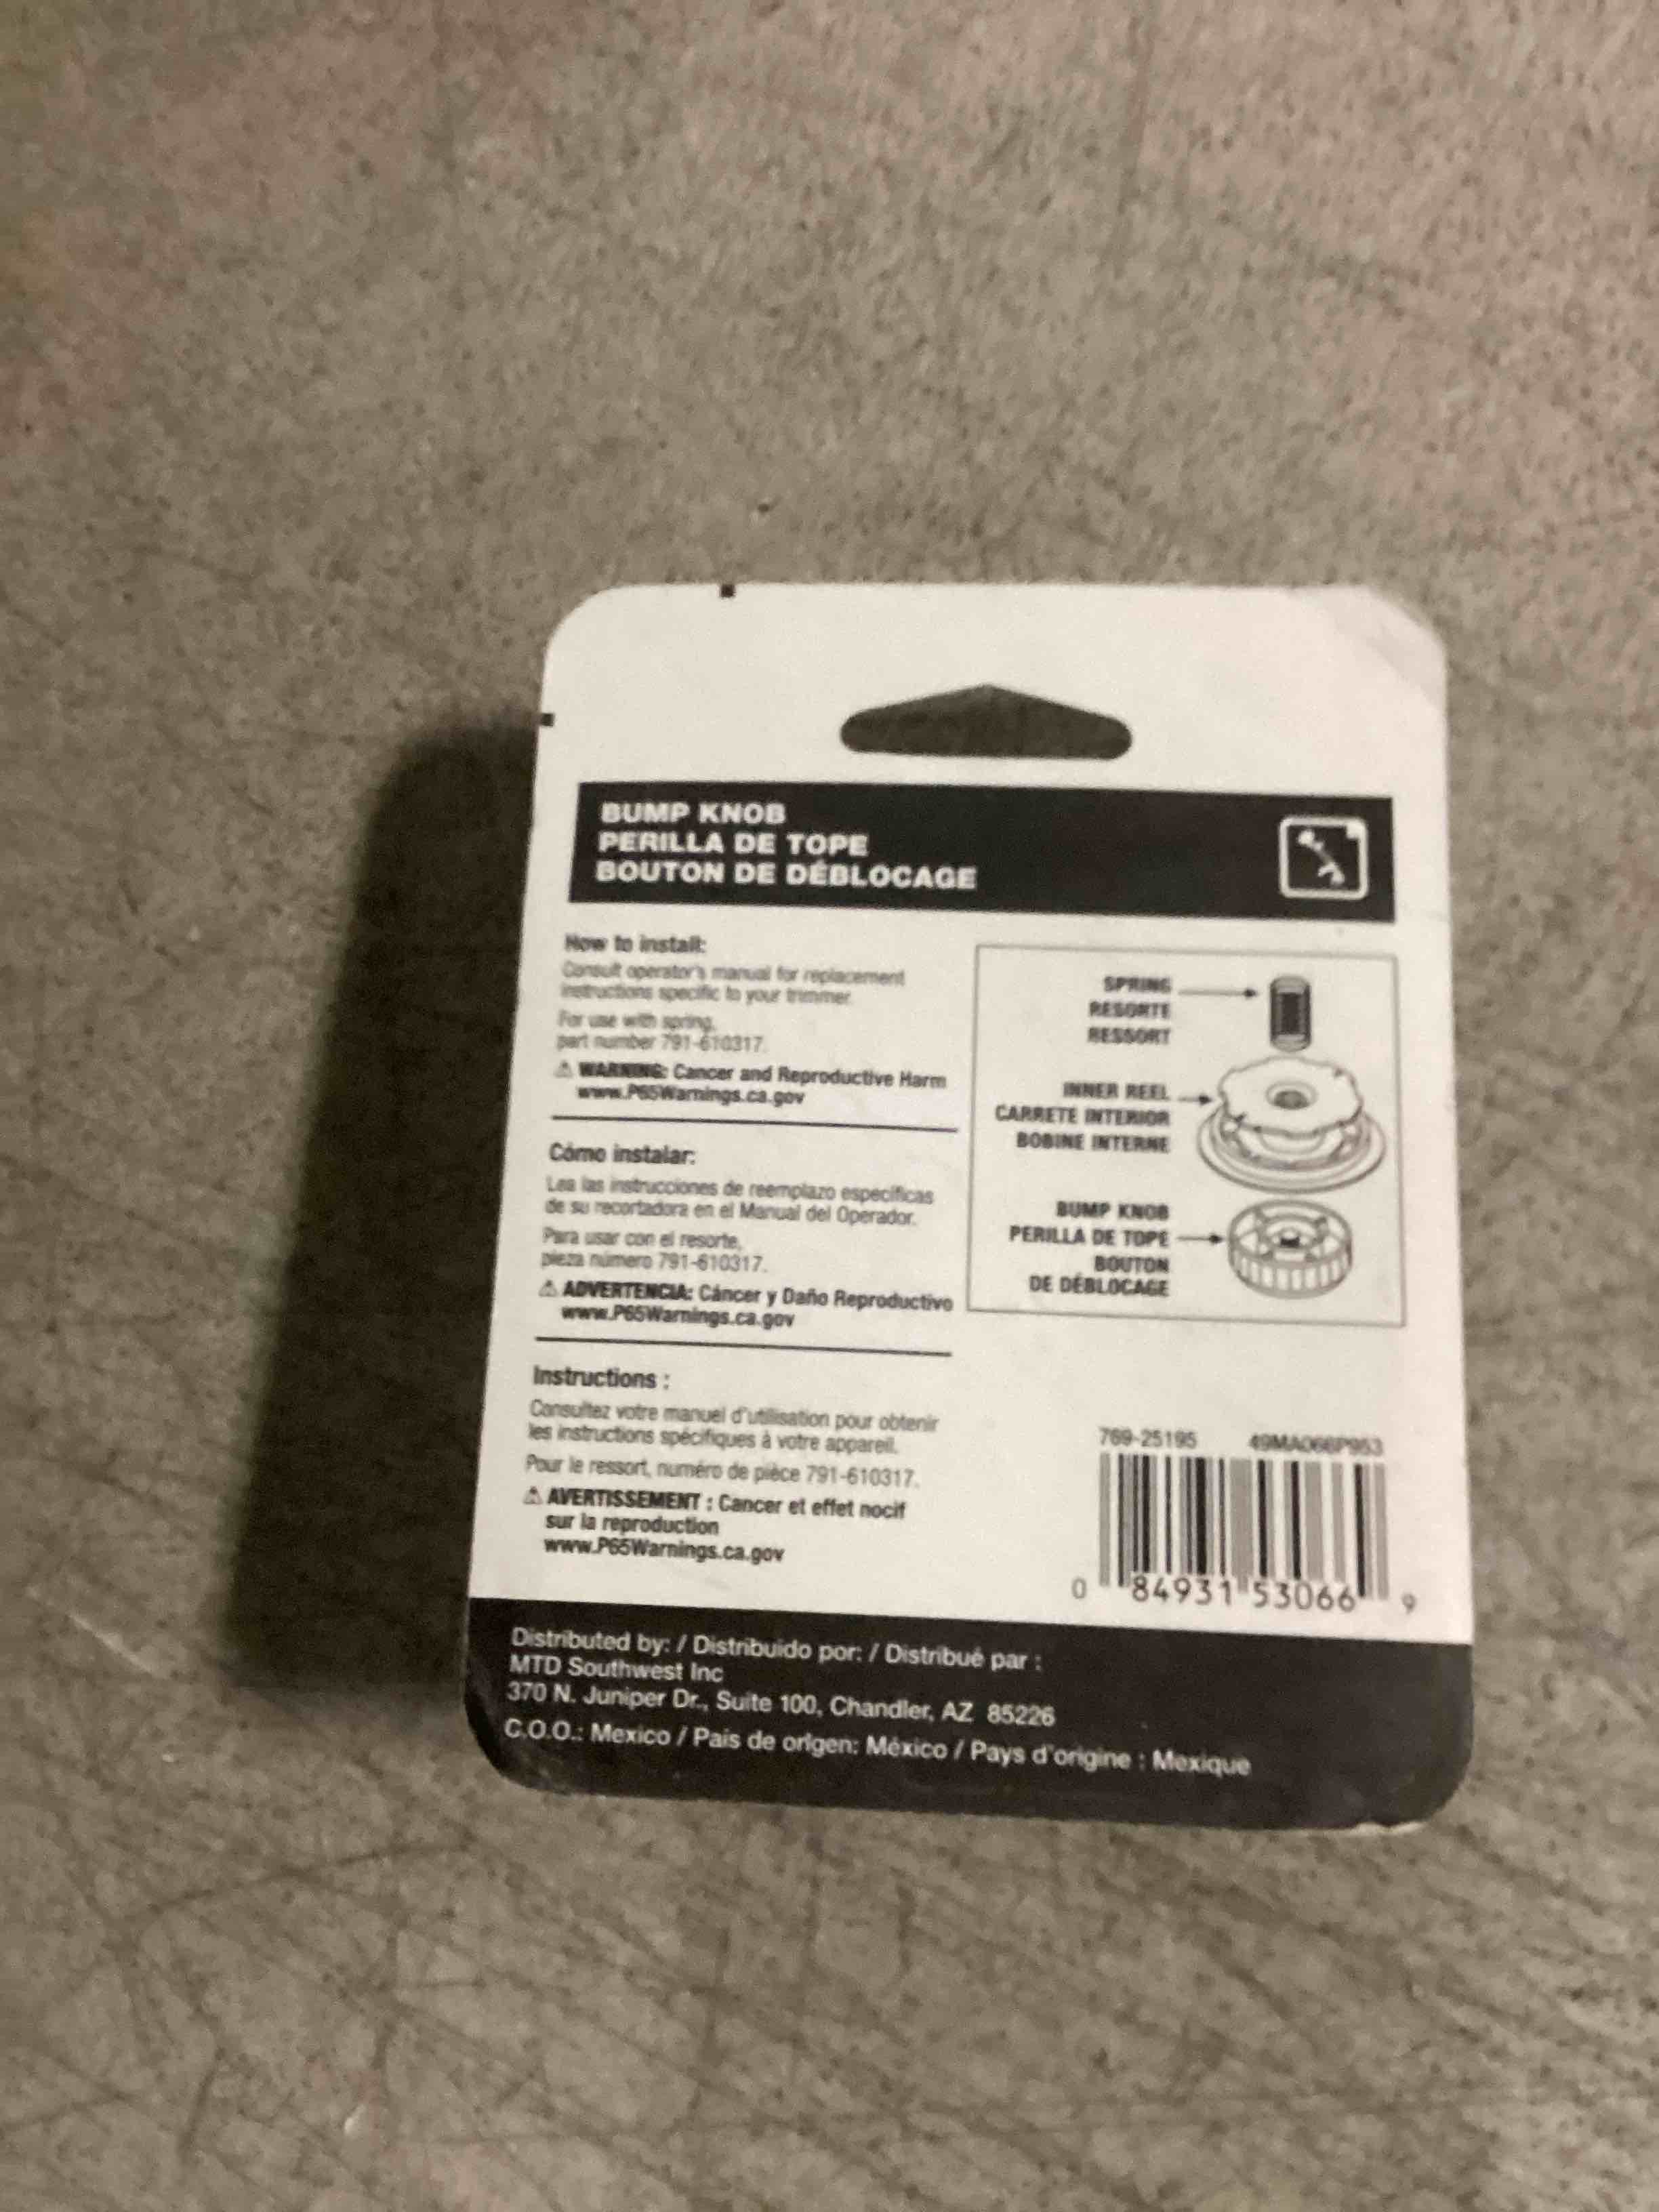 BUMP KNOB
PERILLA DE TOPE
BOUTON DE DÉBLOCAGE
How to install:
Consult operator's manual for replacement
instructions specific to your trimmer.
For use with spring,
part number 791-610317.
⚠ WARNING: Cancer and Reproductive Harm
www.P65Warnings.ca.gov
Cómo instalar:
Lea las instrucciones de reemplazo específicas
de su recortadora en el Manual del Operador.
Para usar con el resorte,
pieza número 791-610317.
⚠ ADVERTENCIA: Cáncer y Daño Reproductivo
www.P65Warnings.ca.gov
Instructions :
Consultez votre manuel d'utilisation pour obtenir
les instructions spécifiques à votre appareil.
Pour le ressort, numéro de pièce 791-610317.
⚠ AVERTISSEMENT : Cancer et effet nocif
sur la reproduction
www.P65Warnings.ca.gov
SPRING
RESORTE
RESSORT
INNER REEL
CARRETE INTERIOR
BOBINE INTERNE
BUMP KNOB
PERILLA DE TOPE
BOUTON
DE DÉBLOCAGE
769-25195 49MA066P953
0 84931 53066 9
Distributed by: / Distribuido por: / Distribué par :
MTD Southwest Inc
370 N. Juniper Dr., Suite 100, Chandler, AZ 85226
C.O.O.: Mexico / País de origen: México / Pays d'origine : Mexique